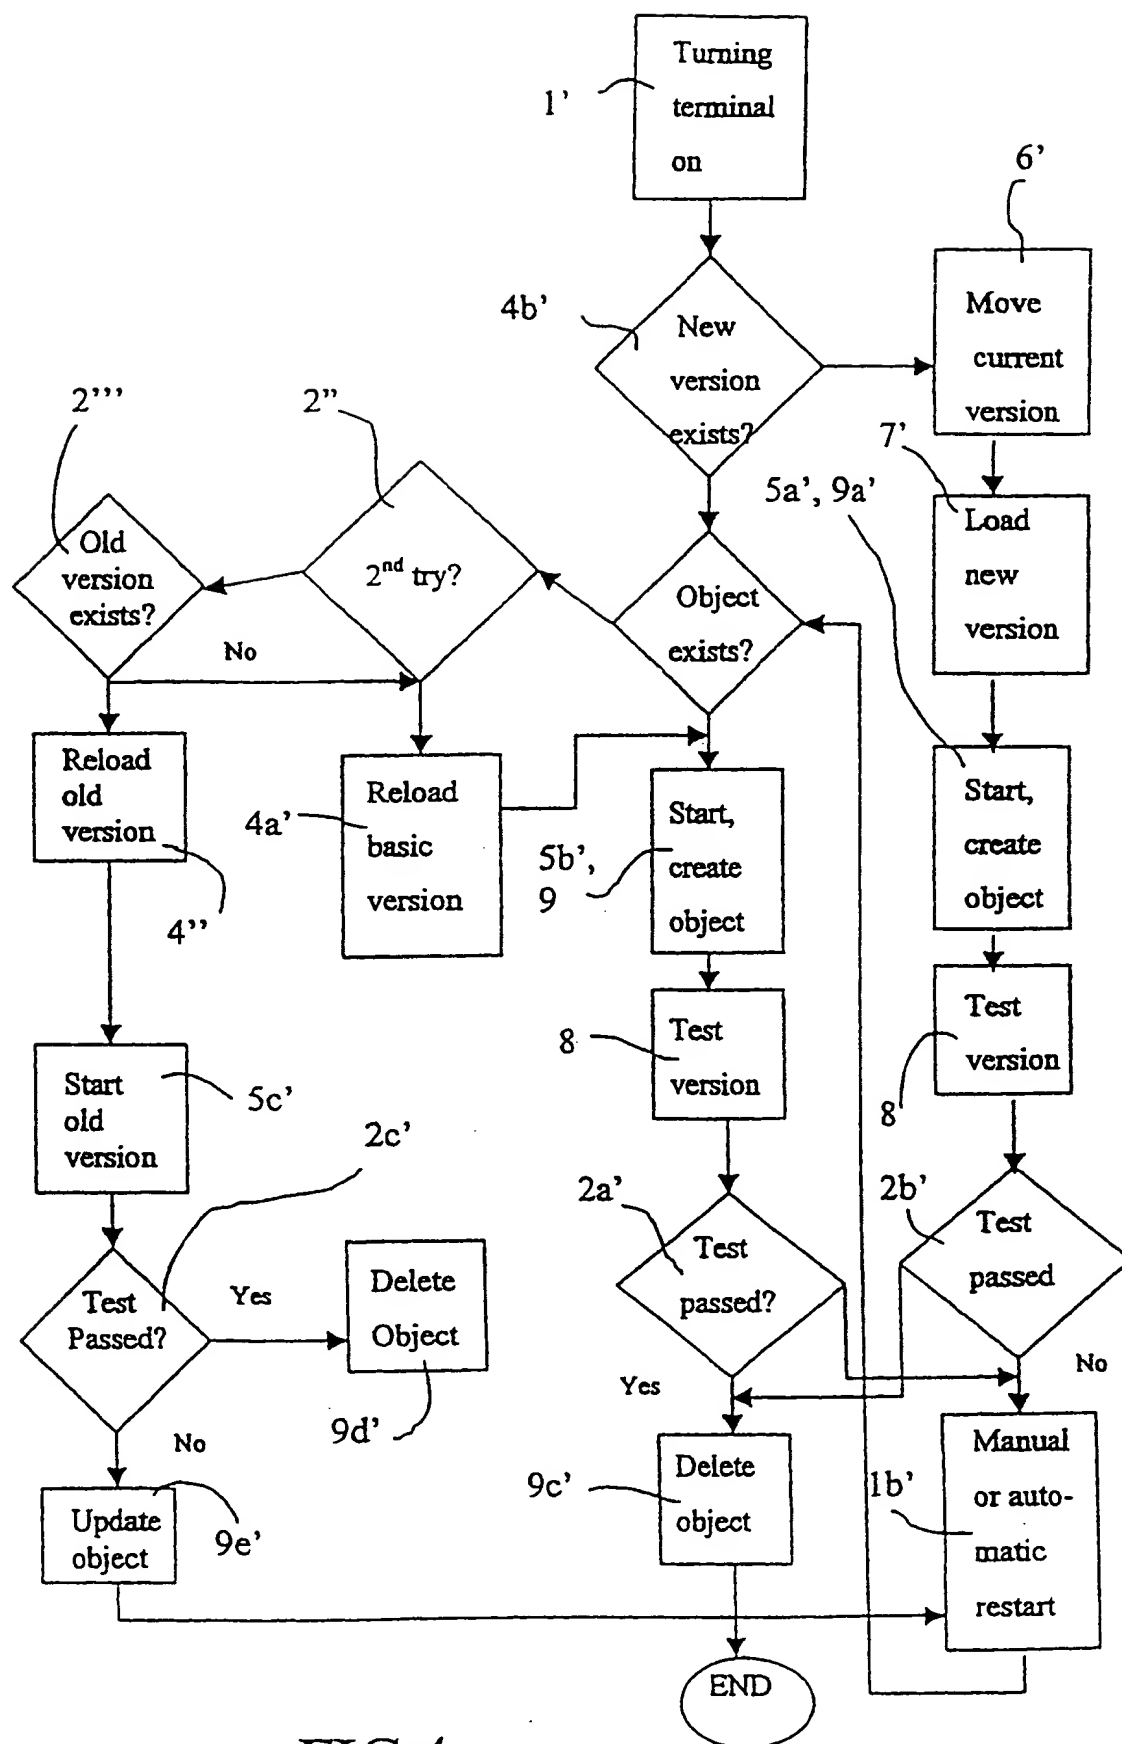 Turning
terminal
on
1'
6'
4b'
New
version
exists?
Move
current
version
2'''
2''
7'
5a', 9a'
Old
version
exists?
2nd try?
Object
exists?
Load
new
version
No
Reload
old
version
4''
4a'
Reload
basic
version
5b',
9
Start,
create
object
Start,
create
object
8
Test
version
Test
version
8
Start
old
version
5c'
2c'
2a'
Test
passed?
2b'
Test
passed
Test
Passed?
Yes
Delete
Object
9d'
Yes
No
No
Update
object
9e'
9c'
Delete
object
1b'
Manual
or auto-
matic
restart
END